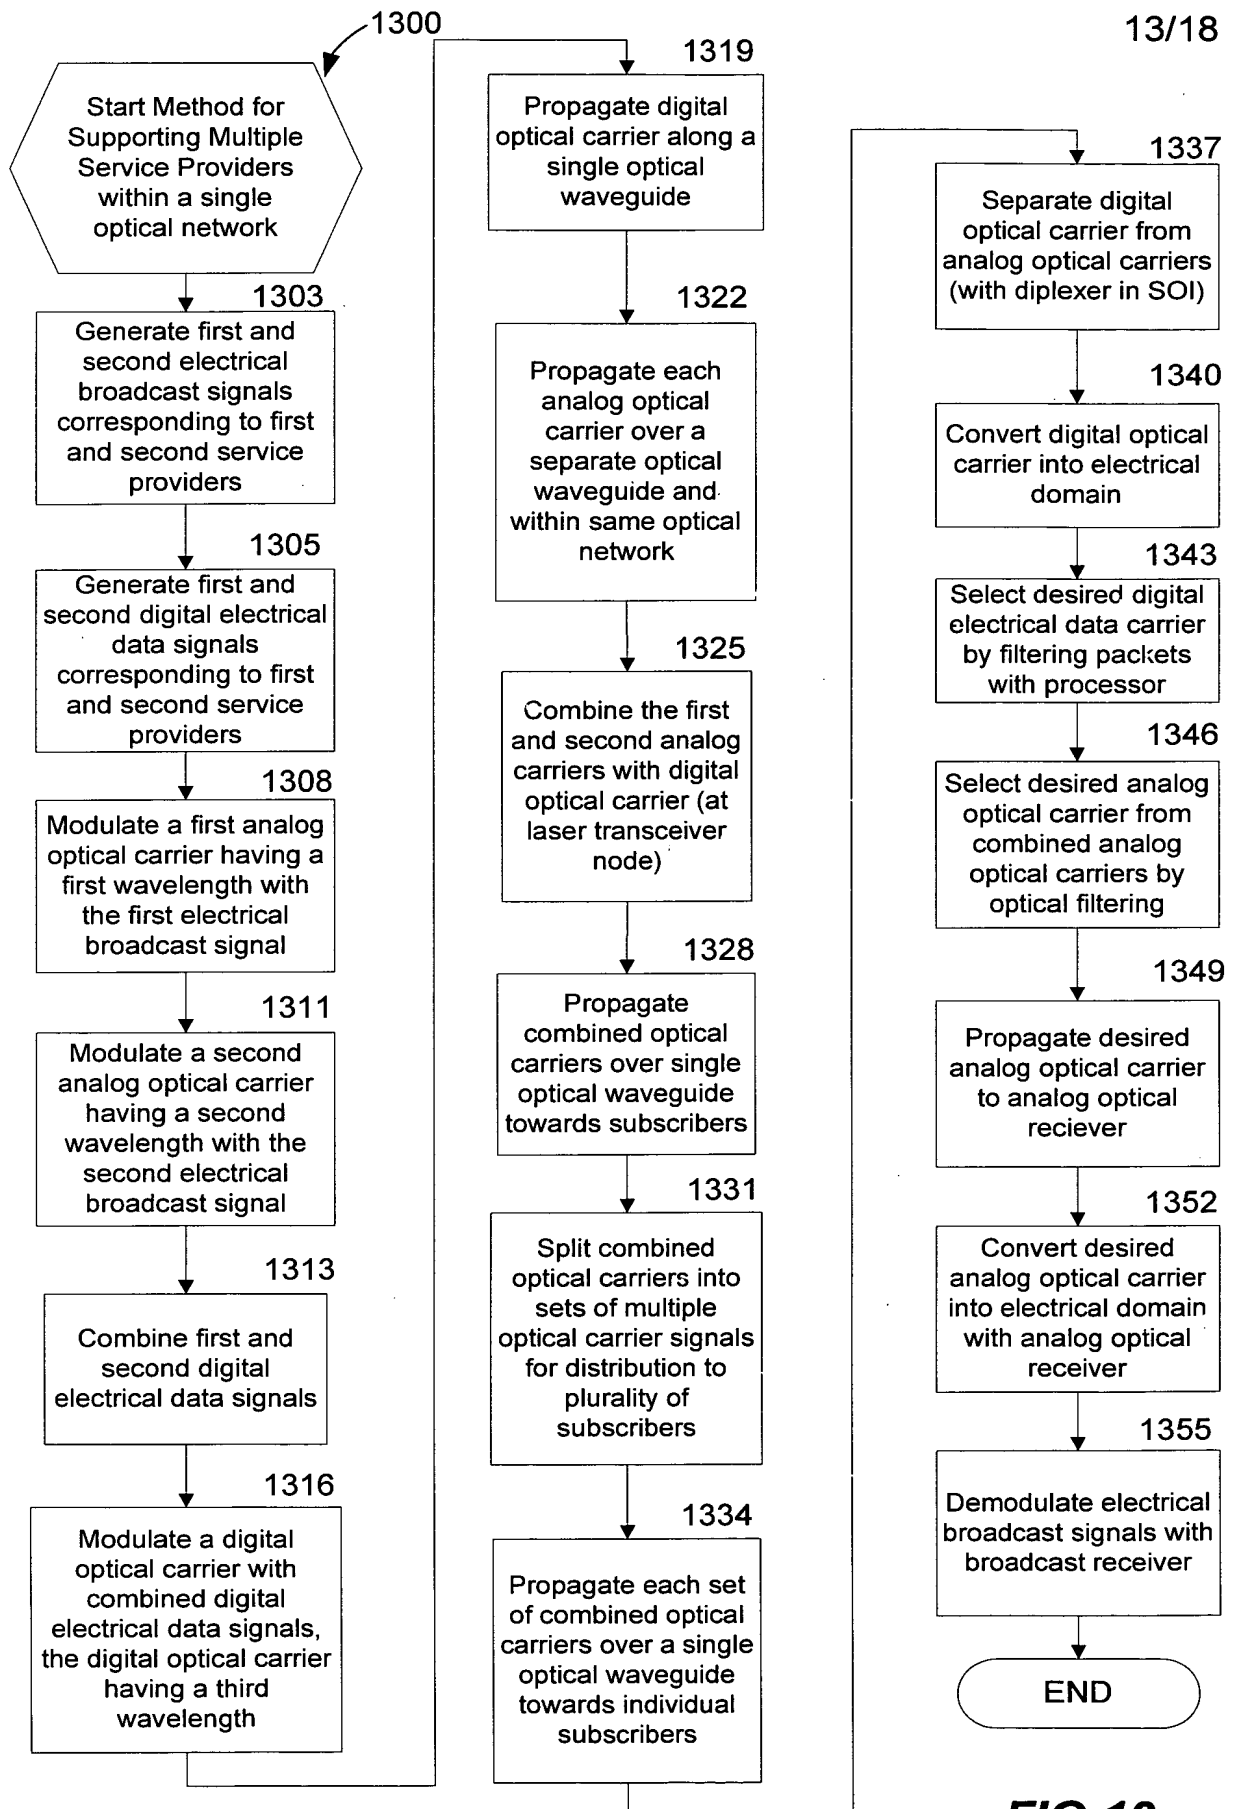 1300
13/18
Start Method for
Supporting Multiple
Service Providers
within a single
optical network
1303
Generate first and
second electrical
broadcast signals
corresponding to first
and second service
providers
1305
Generate first and
second digital electrical
data signals
corresponding to first
and second service
providers
1308
Modulate a first analog
optical carrier having a
first wavelength with
the first electrical
broadcast signal
1311
Modulate a second
analog optical carrier
having a second
wavelength with the
second electrical
broadcast signal
1313
Combine first and
second digital
electrical data signals
1316
Modulate a digital
optical carrier with
combined digital
electrical data signals,
the digital optical carrier
having a third
wavelength
1319
Propagate digital
optical carrier along a
single optical
waveguide
1322
Propagate each
analog optical
carrier over a
separate optical
waveguide and
within same optical
network
1325
Combine the first
and second analog
carriers with digital
optical carrier (at
laser transceiver
node)
1328
Propagate
combined optical
carriers over single
optical waveguide
towards subscribers
1331
Split combined
optical carriers into
sets of multiple
optical carrier signals
for distribution to
plurality of
subscribers
1334
Propagate each set
of combined optical
carriers over a single
optical waveguide
towards individual
subscribers
1337
Separate digital
optical carrier from
analog optical carriers
(with diplexer in SOI)
1340
Convert digital optical
carrier into electrical
domain
1343
Select desired digital
electrical data carrier
by filtering packets
with processor
1346
Select desired analog
optical carrier from
combined analog
optical carriers by
optical filtering
1349
Propagate desired
analog optical carrier
to analog optical
reciever
1352
Convert desired
analog optical carrier
into electrical domain
with analog optical
receiver
1355
Demodulate electrical
broadcast signals with
broadcast receiver
END